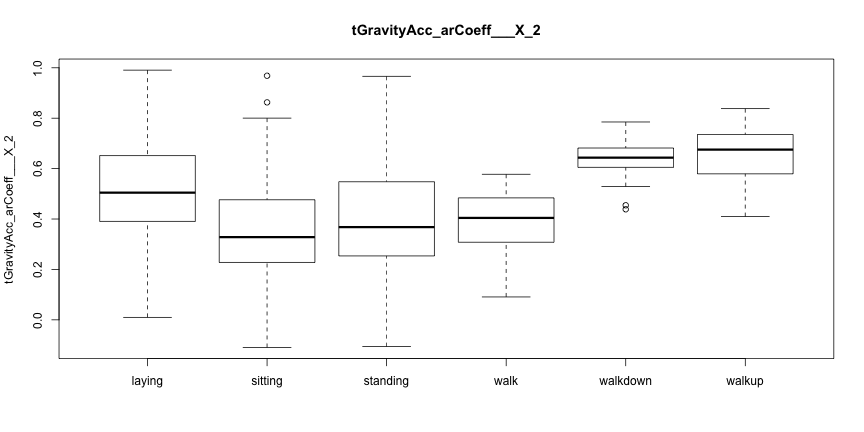 tGravityAcc_arCoeff___X_2
tGravityAcc_arCoeff___X_2
1.0
0.8
0.6
0.4
0.2
0.0
laying sitting standing walk walkdown walkup